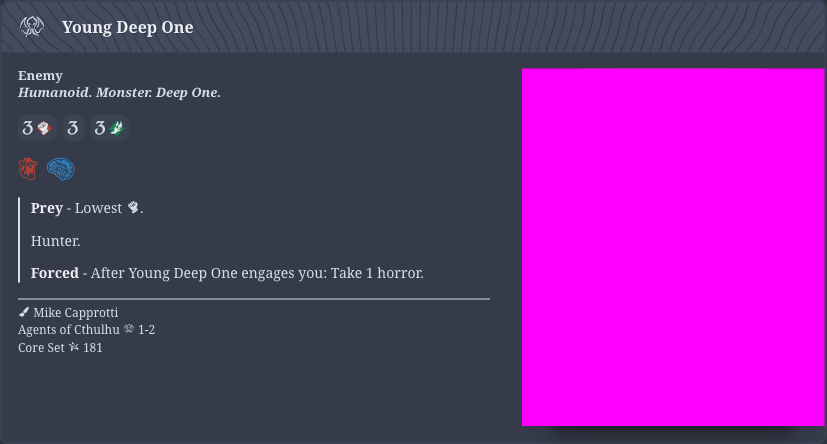 Young Deep One
Enemy
Humanoid. Monster. Deep One.
3 3 3
Prey - Lowest .
Hunter.
Forced - After Young Deep One engages you: Take 1 horror.
Mike Capprotti
Agents of Cthulhu 1-2
Core Set 181